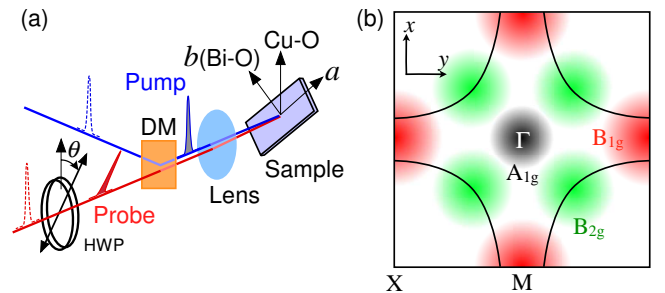 (a)
Cu-O
b(Bi-O)
a
Pump
DM
θ
Sample
Lens
Probe
HWP
(b)
x
y
Γ
A1g
B1g
B2g
X
M